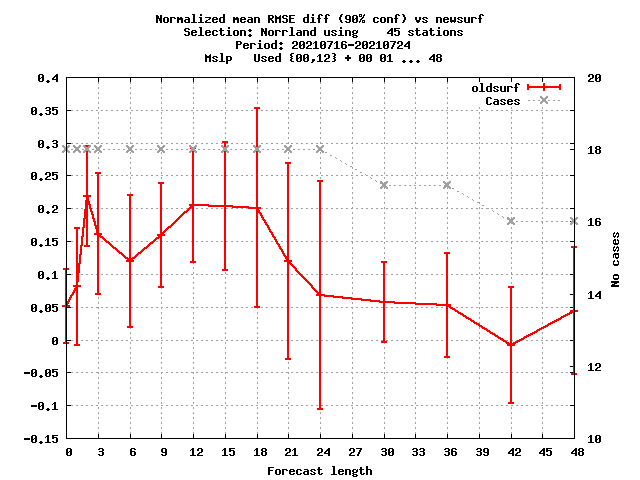 Normalized mean RMSE diff (90% conf) vs newsurf
Selection: Norrland using    45 stations
Period: 20210716-20210724
Mslp   Used {00,12} + 00 01 ... 48
oldsurf
Cases
0.4
0.35
0.3
0.25
0.2
0.15
0.1
0.05
0
-0.05
-0.1
-0.15
20
18
16
14
12
10
No cases
0 3 6 9 12 15 18 21 24 27 30 33 36 39 42 45 48
Forecast length